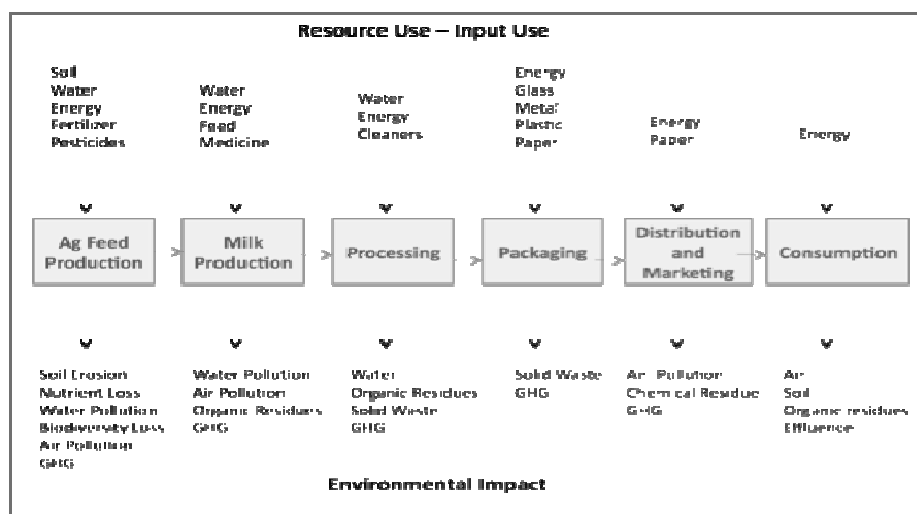 Resource Use – Input Use
Soil
Water
Energy
Fertilizer
Pesticides
Water
Energy
Feed
Medicine
Water
Energy
Cleaners
Energy
Glass
Metal
Plastic
Paper
Energy
Paper
Energy
Ag Feed
Production
Milk
Production
Processing
Packaging
Distribution
and
Marketing
Consumption
Soil Erosion
Nutrient Loss
Water Pollution
Biodiversity Loss
Air Pollution
GHG
Water Pollution
Air Pollution
Organic Residues
GHG
Water
Organic Residues
Solid Waste
GHG
Solid Waste
GHG
Air Pollution
Chemical Residue
GHG
Air
Soil
Organic residues
Effluence
Environmental Impact